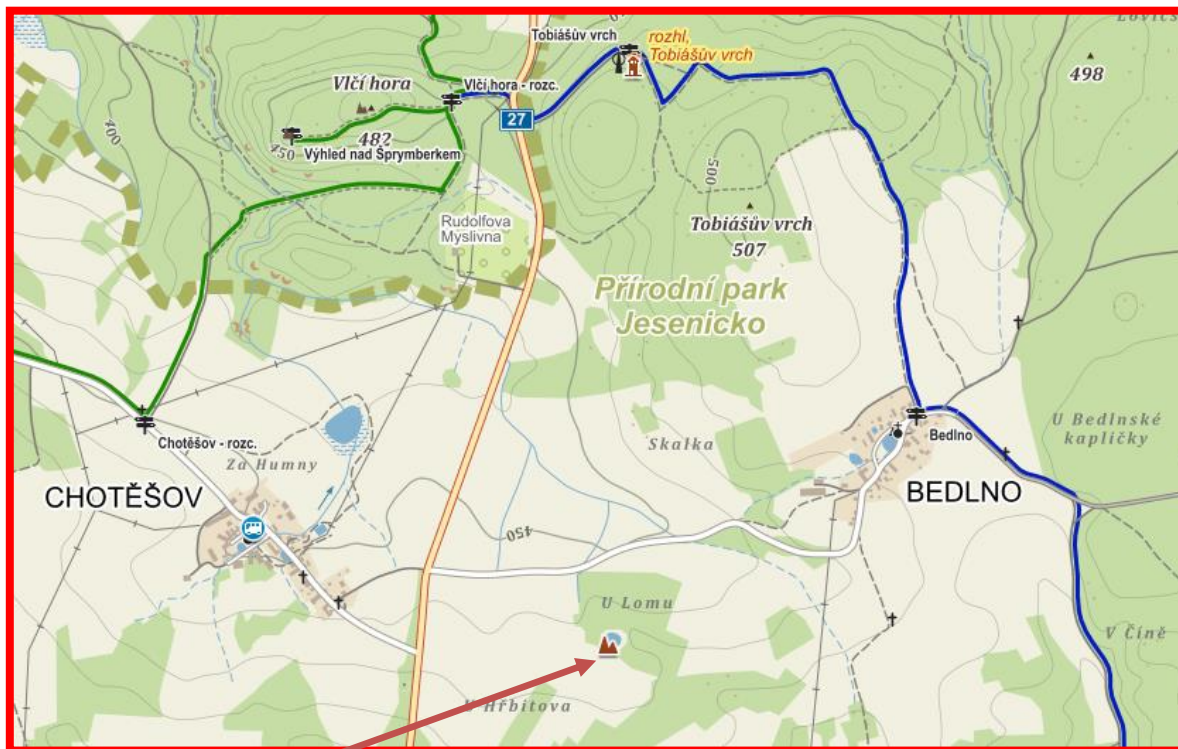 Tobiášův vrch
rozhl,
Tobiášův vrch
498
Vlčí hora
Vlčí hora - rozc.
27
400
482
450
Výhled nad Šprymberkem
500
Rudolfova
Myslivna
Tobiášův vrch
507
Přírodní park
Jesenicko
Chotěšov - rozc.
Za Humny
Skalka
Bedlno
U Bedlnské
kapličky
CHOTĚŠOV
BEDLNO
450
U Lomu
V Číně
U Hřbitova